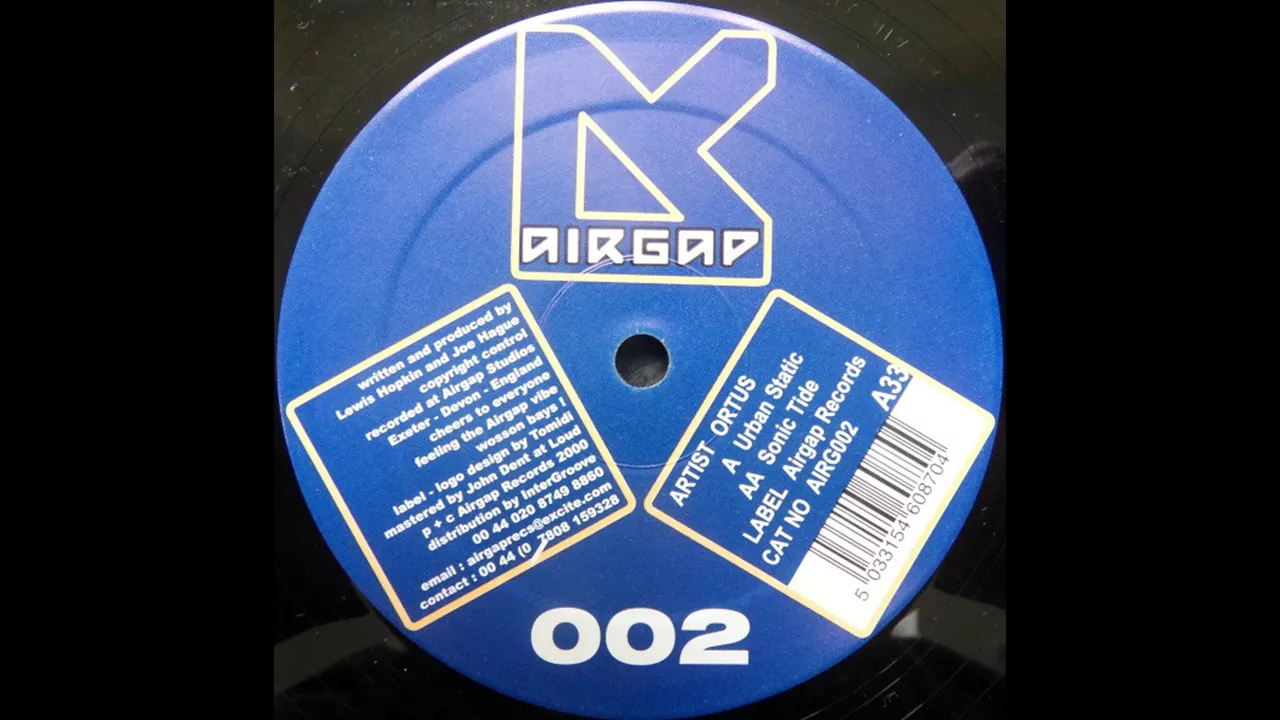 AIRGAP
written and produced by
Lewis Hopkin and Joe Hague
copyright control
recorded at Airgap Studios
Exeter - Devon - England
cheers to everyone
feeling the Airgap vibe
wosson bays !
label - logo design by Tomidi
mastered by John Dent at Loud
p + c Airgap Records 2000
distribution by InterGroove
00 44 020 8749 8860
email : airgaprecs@excite.com
contact : 00 44 (0 7808 159328
ARTIST ORTUS
A Urban Static
AA Sonic Tide
LABEL Airgap Records
CAT NO AIRG002
A33
5 033154 608704
002